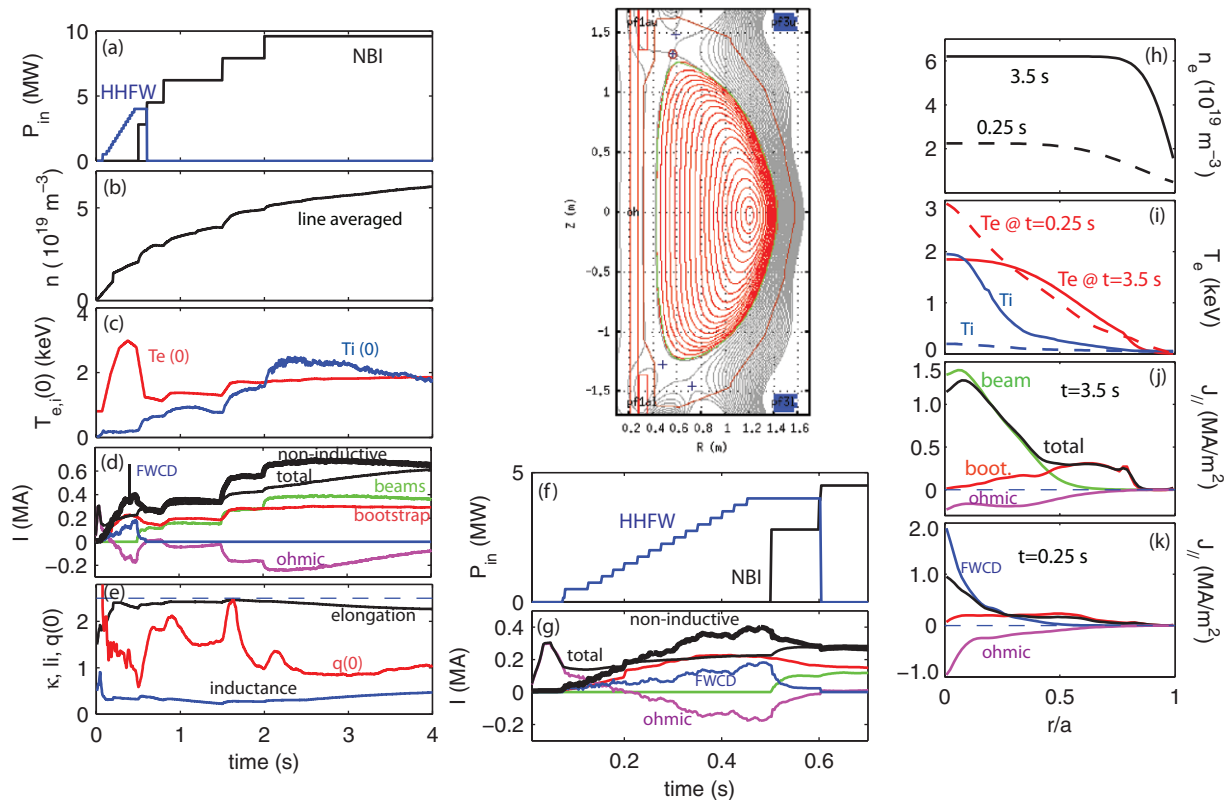 (a)
NBI
HHFW
P_in (MW)
10
5
0
(b)
line averaged
n ( 10^19 m^-3)
5
0
(c)
Te (0)
Ti (0)
T_e,i(0) (keV)
4
2
0
(d)
FWCD
non-inductive
total
beams
bootstrap
ohmic
I (MA)
0.6
0.4
0.2
0
−0.2
(e)
elongation
q(0)
inductance
κ, li, q(0)
2
1
0
0 1 2 3 4
time (s)
pf1au
pf3u
oh
Z (m)
1.5
1
0.5
0
-0.5
-1
-1.5
0.2 0.4 0.6 0.8 1.0 1.2 1.4 1.6
R (m)
(f)
HHFW
NBI
P_in (MW)
5
0
(g)
non-inductive
total
FWCD
ohmic
I (MA)
0.4
0.2
0
−0.2
0.2 0.4 0.6
time (s)
(h)
3.5 s
0.25 s
n_e (10^19 m^-3)
6
4
2
(i)
Te @ t=0.25 s
Te @ t=3.5 s
Ti
Ti
T_e (keV)
3
2
1
0
(j)
beam
t=3.5 s
total
boot.
ohmic
J_// (MA/m^2)
1.5
1.0
0.5
0
(k)
t=0.25 s
FWCD
ohmic
J_// (MA/m^2)
2.0
1.0
0
−1.0
0 0.5 1
r/a